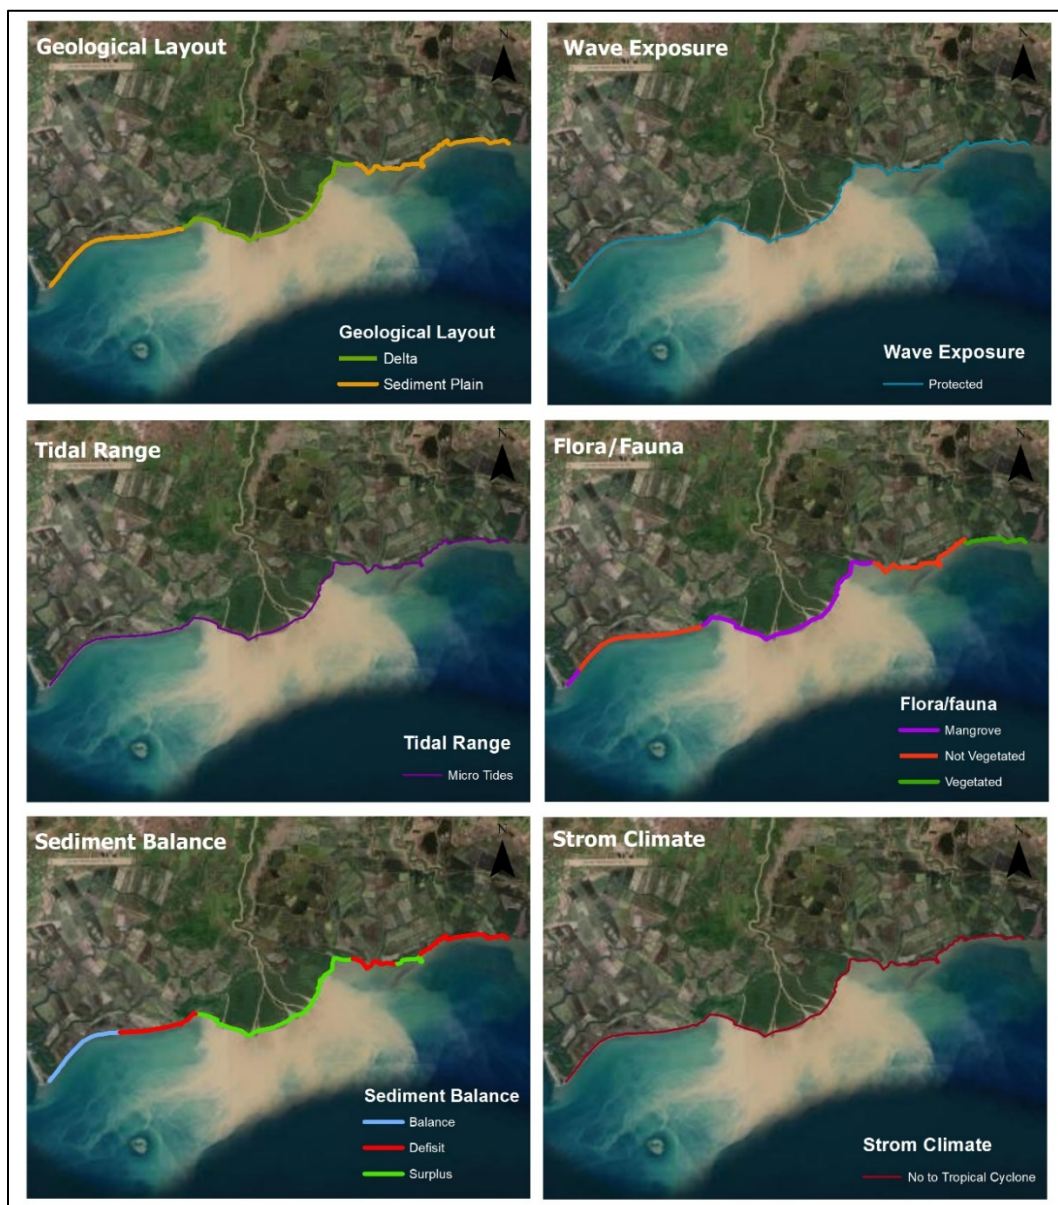 Geological Layout
N
Geological Layout
Delta
Sediment Plain
Wave Exposure
N
Wave Exposure
Protected
Tidal Range
N
Tidal Range
Micro Tides
Flora/Fauna
N
Flora/fauna
Mangrove
Not Vegetated
Vegetated
Sediment Balance
N
Sediment Balance
Balance
Defisit
Surplus
Strom Climate
N
Strom Climate
No to Tropical Cyclone